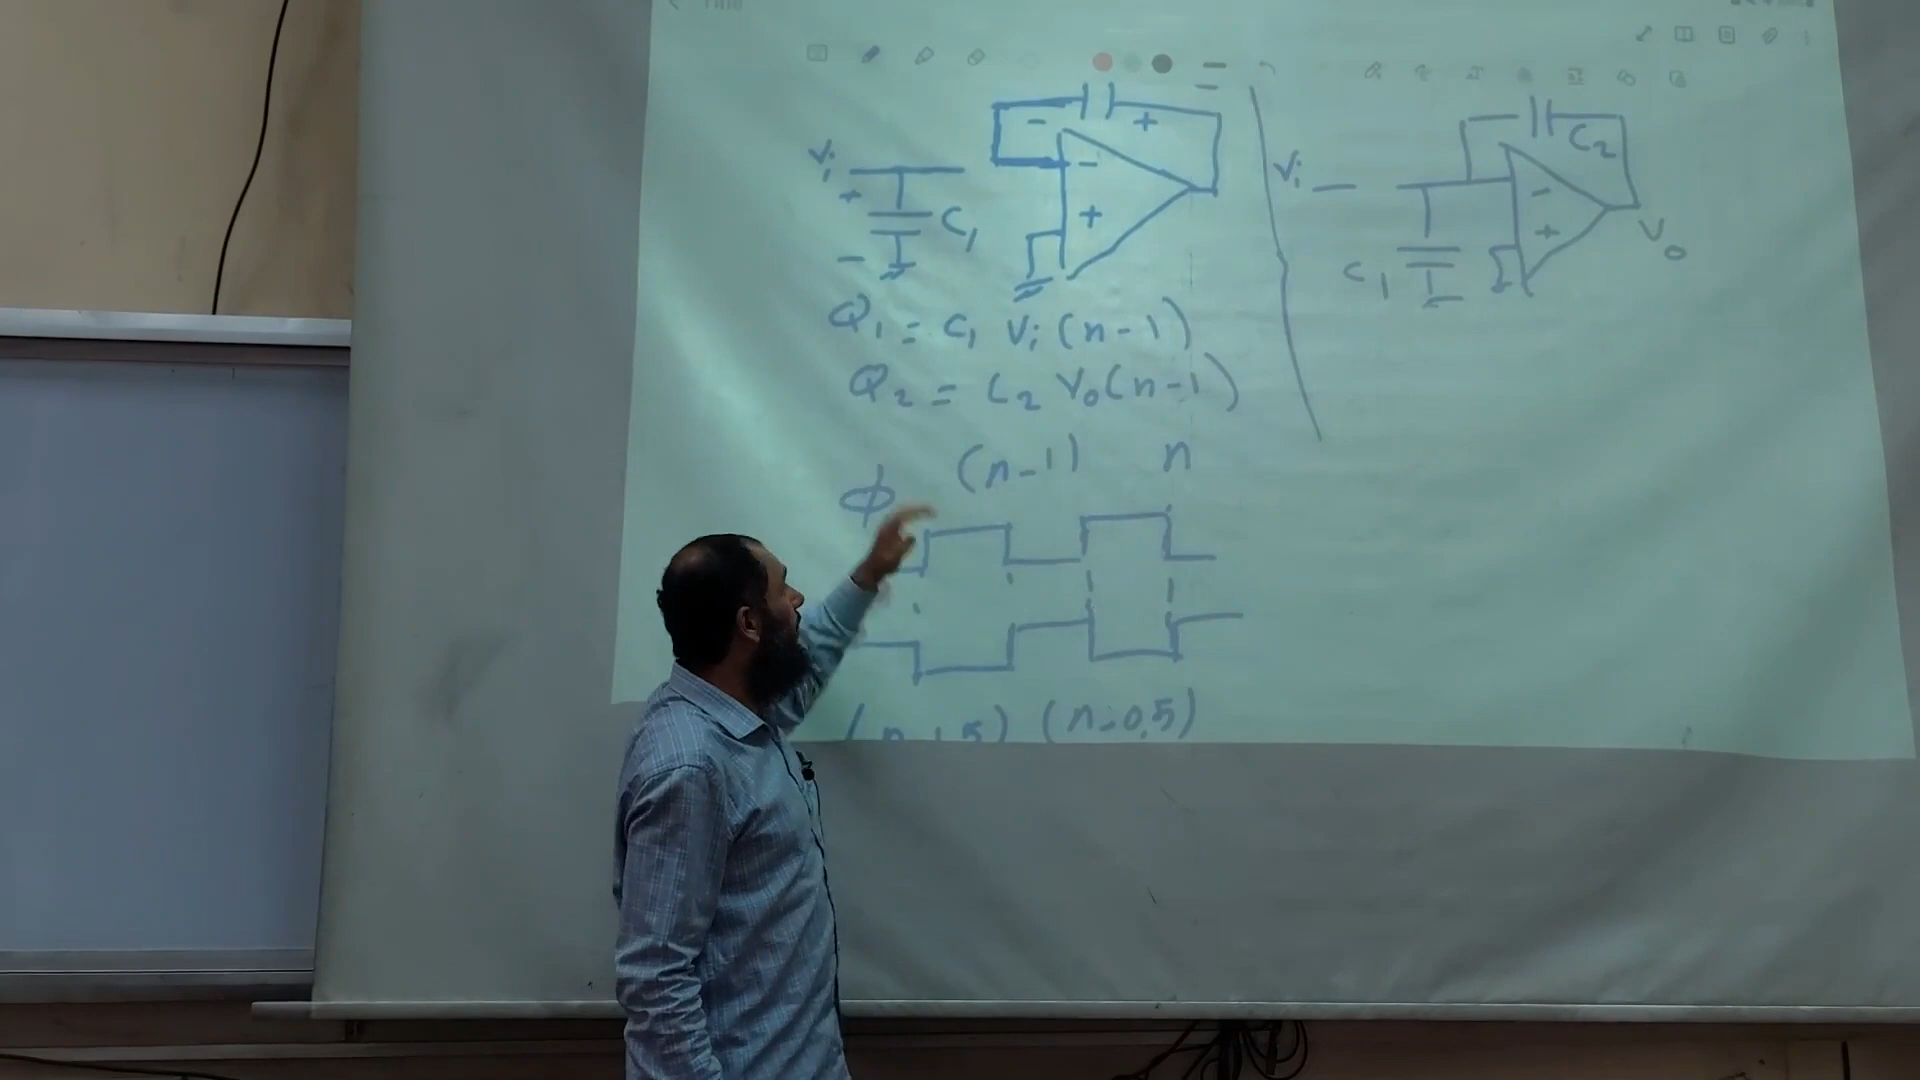 Vi
+
-
C1
-
+
-
+
Q1 = C1 Vi (n-1)
Q2 = C2 Vo(n-1)
Vi
C2
-
+
C1
Vo
(n-1) n
ϕ
(n-0,5)